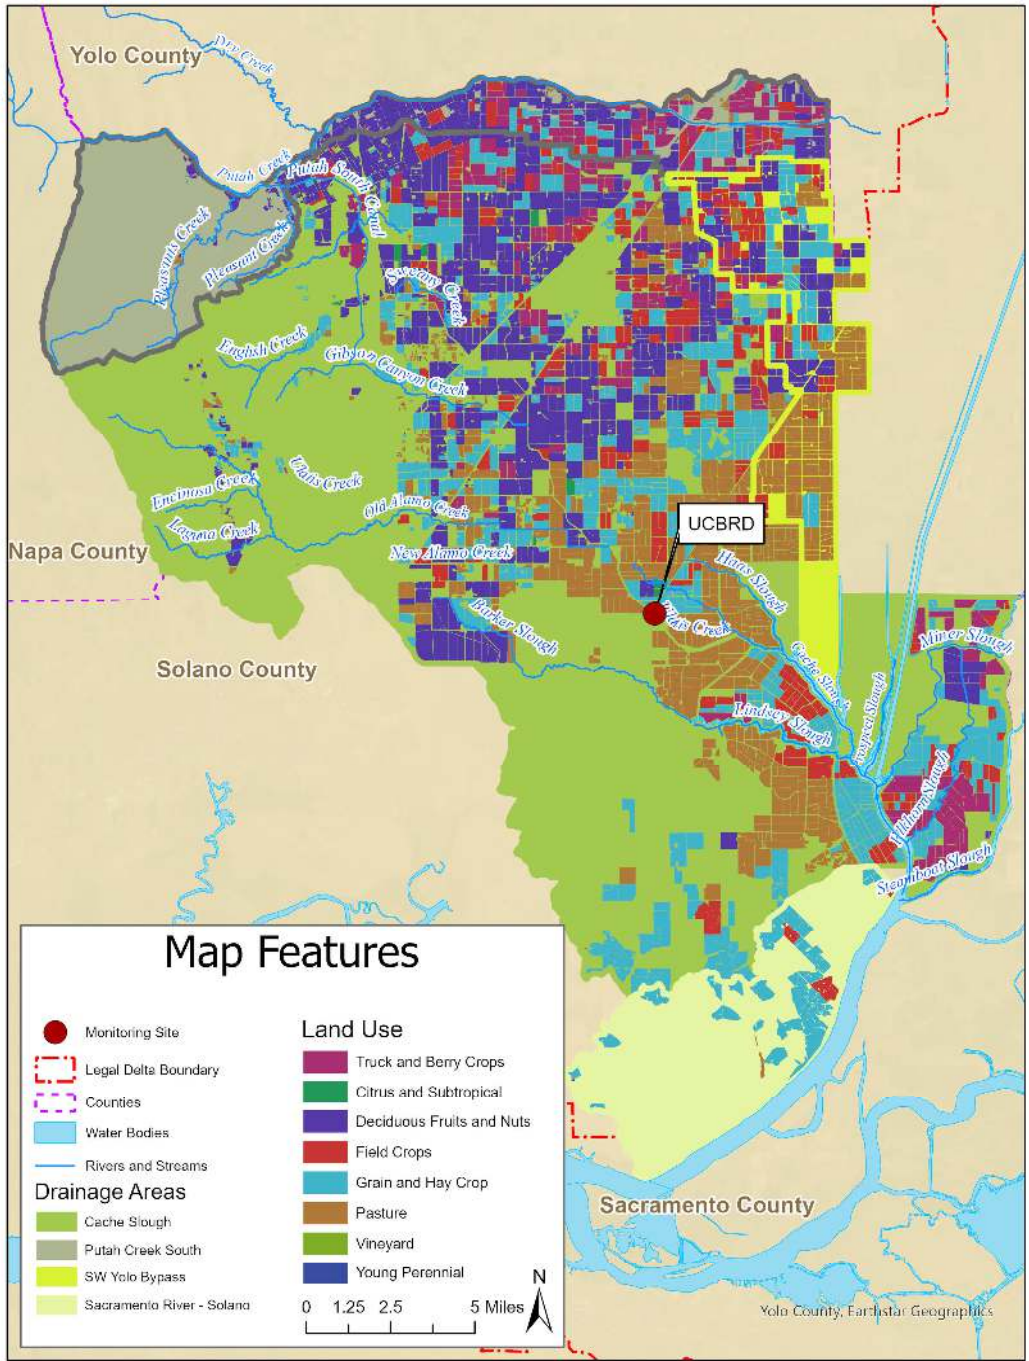 Yolo County
Dry Creek
Putah Creek
Putah South Canal
Pleasants Creek
Pleasant Creek
Sweany Creek
English Creek
Gibson Canyon Creek
Ulatis Creek
Encinosa Creek
Laguna Creek
Old Alamo Creek
New Alamo Creek
UCBRD
Napa County
Haas Slough
Barker Slough
Ulatis Creek
Cache Slough
Miner Slough
Solano County
Lindsey Slough
rospect Slough
Elkhorn Slough
Steamboat Slough
Map Features
Monitoring Site
Legal Delta Boundary
Counties
Water Bodies
Rivers and Streams
Drainage Areas
Cache Slough
Putah Creek South
SW Yolo Bypass
Sacramento River - Solano
Land Use
Truck and Berry Crops
Citrus and Subtropical
Deciduous Fruits and Nuts
Field Crops
Grain and Hay Crop
Pasture
Vineyard
Young Perennial
0 1.25 2.5 5 Miles
N
Sacramento County
Yolo County, Earthstar Geographics